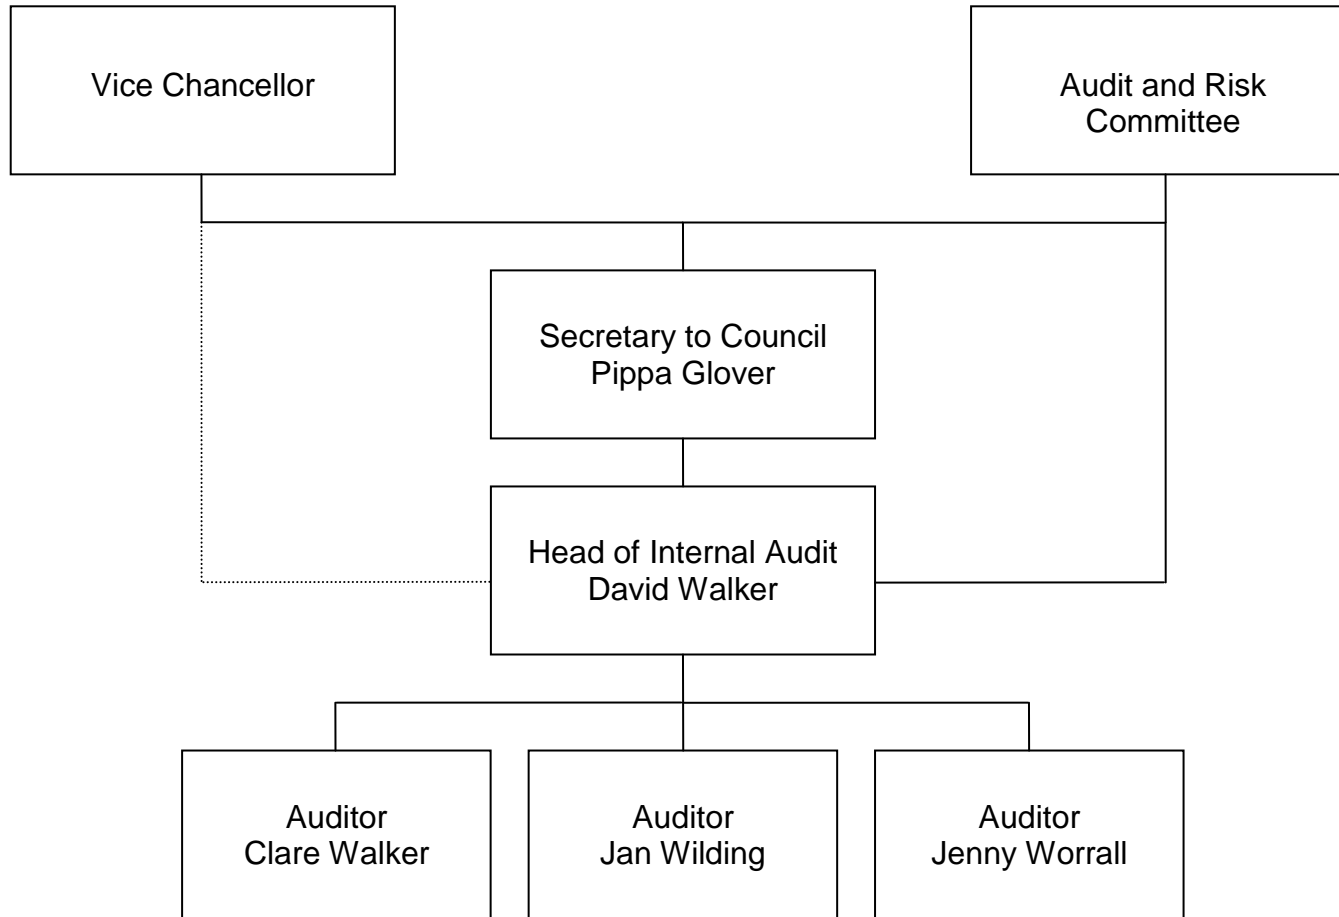 Vice Chancellor
Audit and Risk
Committee
Secretary to Council
Pippa Glover
Head of Internal Audit
David Walker
Auditor
Clare Walker
Auditor
Jan Wilding
Auditor
Jenny Worrall